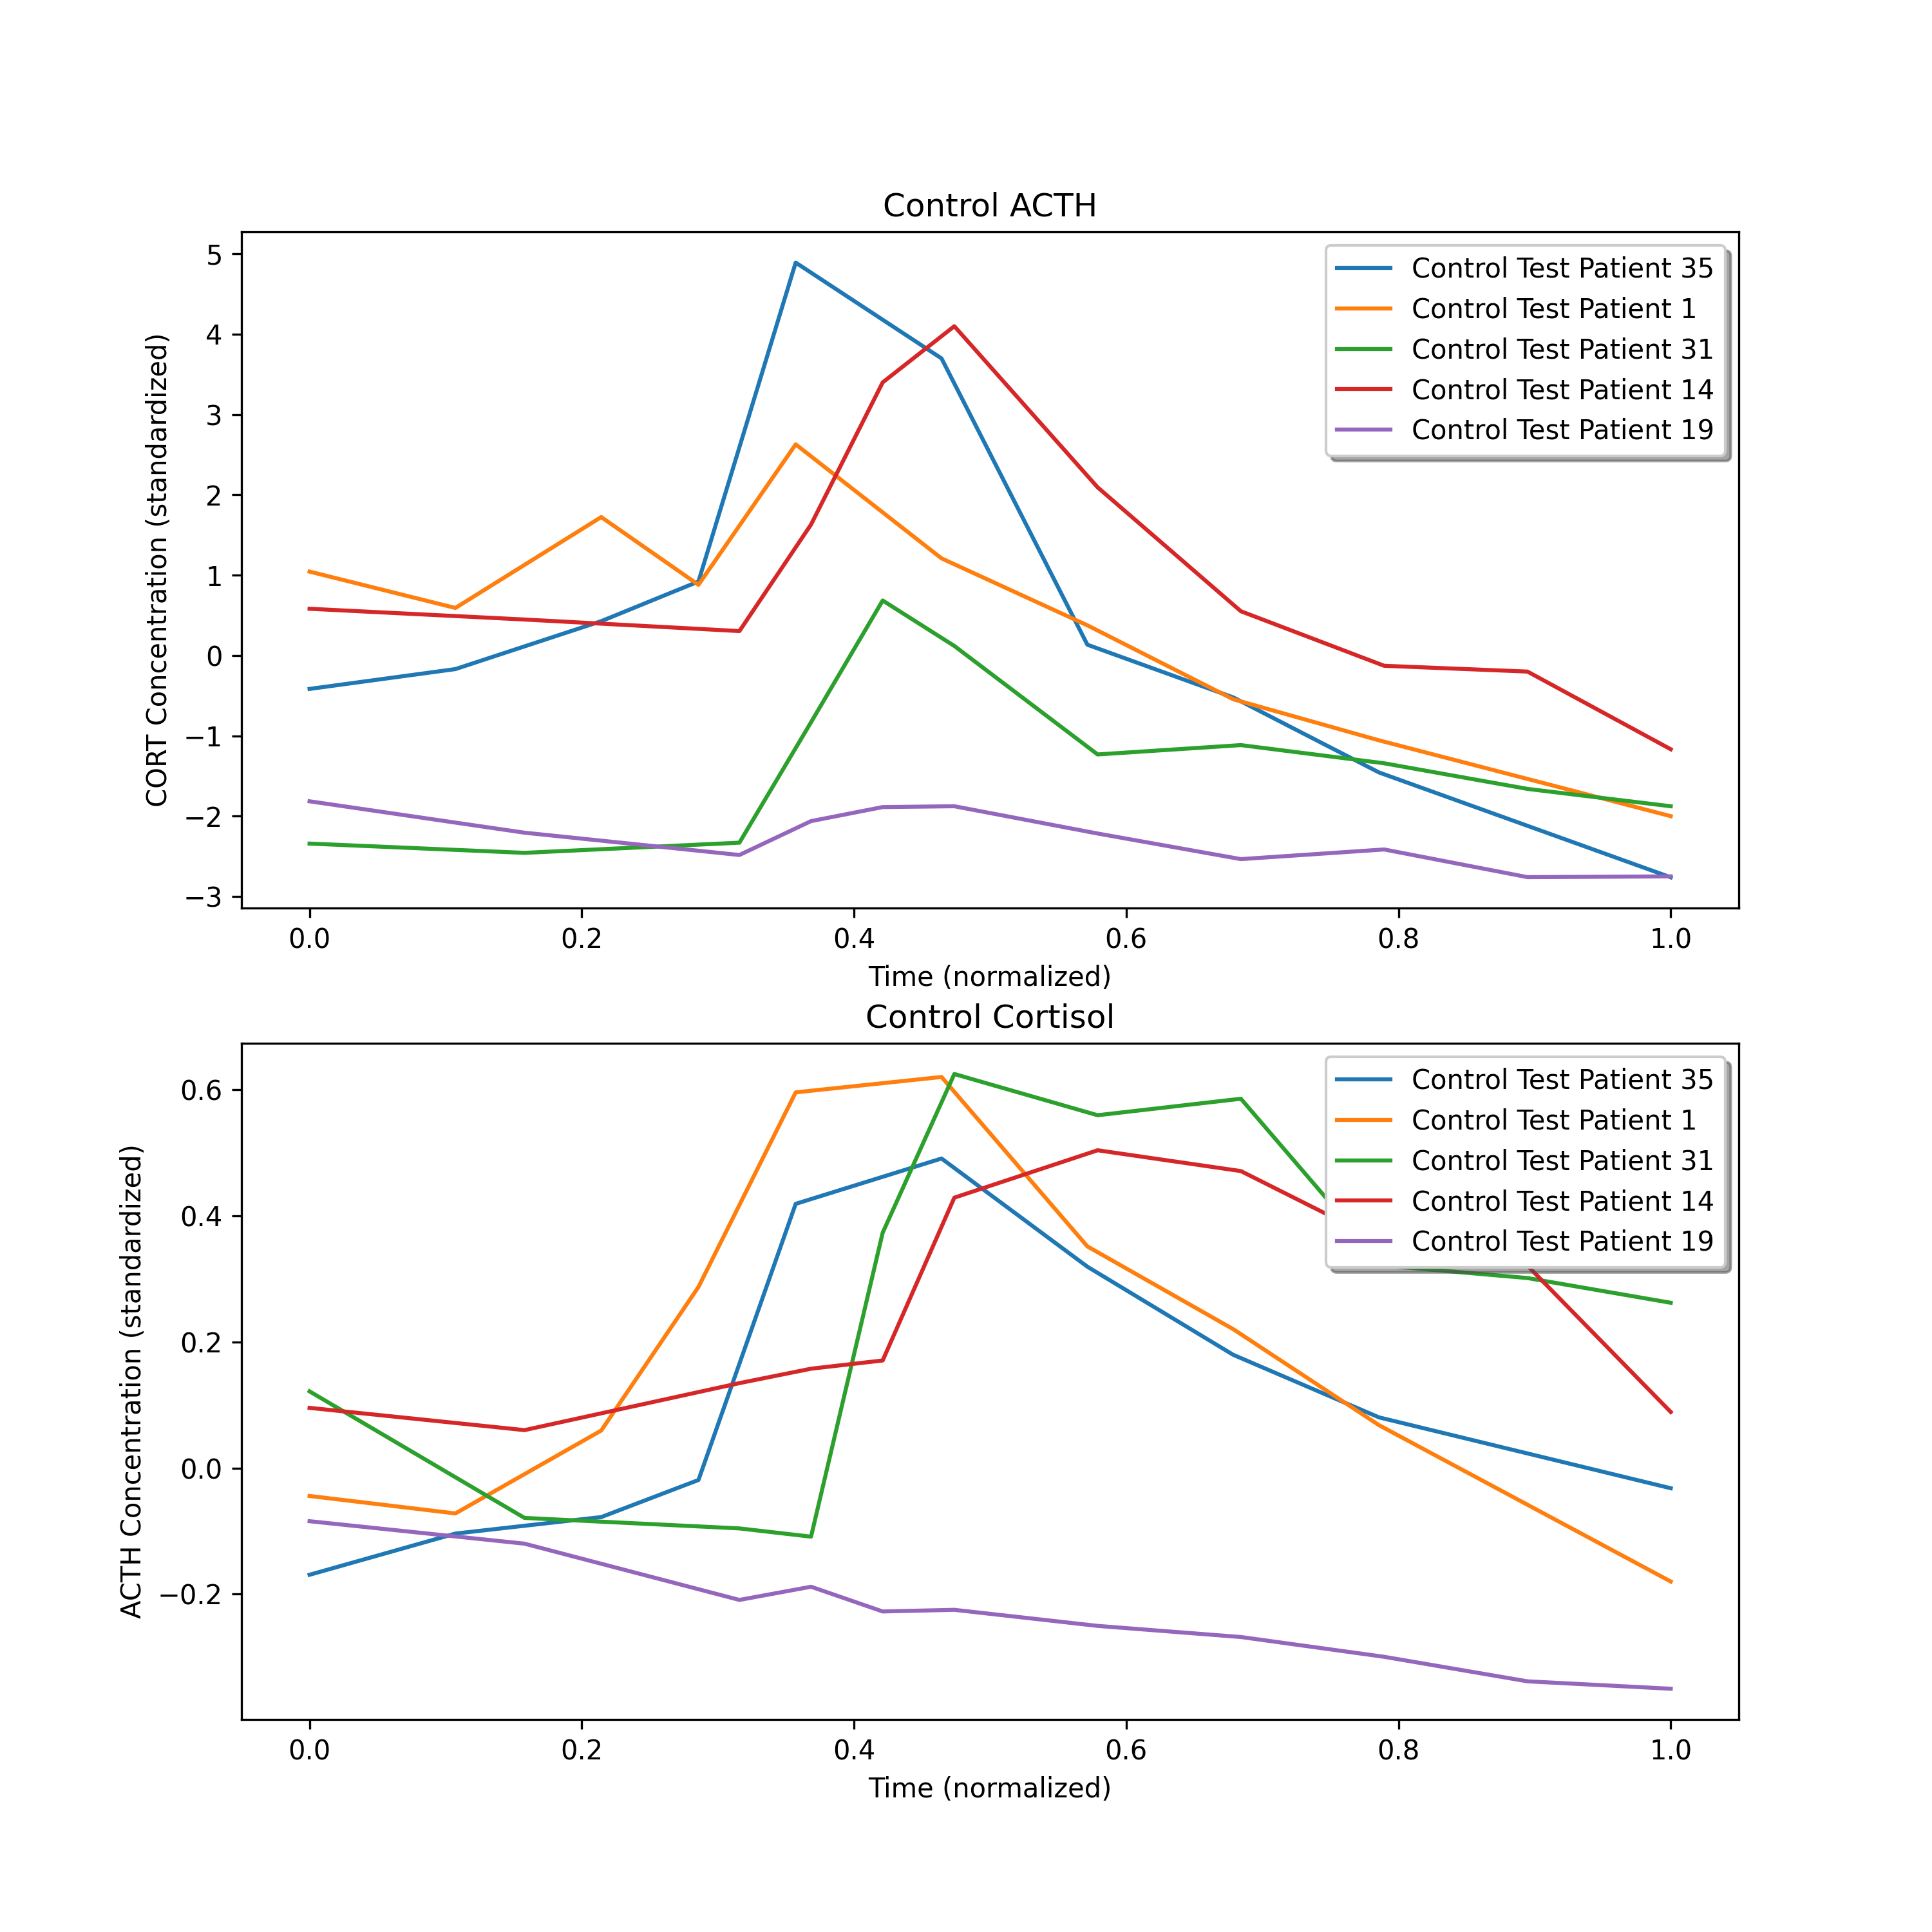 Control ACTH
CORT Concentration (standardized)
5
4
3
2
1
0
−1
−2
−3
Control Test Patient 35
Control Test Patient 1
Control Test Patient 31
Control Test Patient 14
Control Test Patient 19
0.0 0.2 0.4 0.6 0.8 1.0
Time (normalized)
Control Cortisol
ACTH Concentration (standardized)
0.6
0.4
0.2
0.0
−0.2
Control Test Patient 35
Control Test Patient 1
Control Test Patient 31
Control Test Patient 14
Control Test Patient 19
0.0 0.2 0.4 0.6 0.8 1.0
Time (normalized)